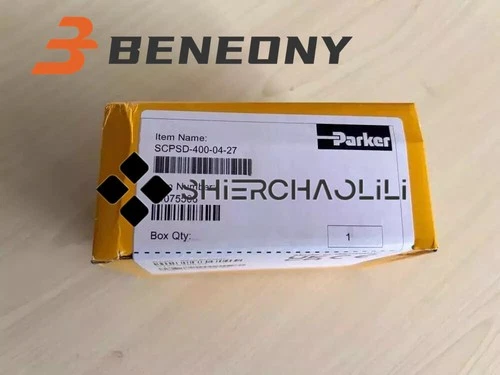 BENEONY
Item Name:
SCPSD-400-04-27
Parker
SHIERCHAOLILI
Box Qty:
1